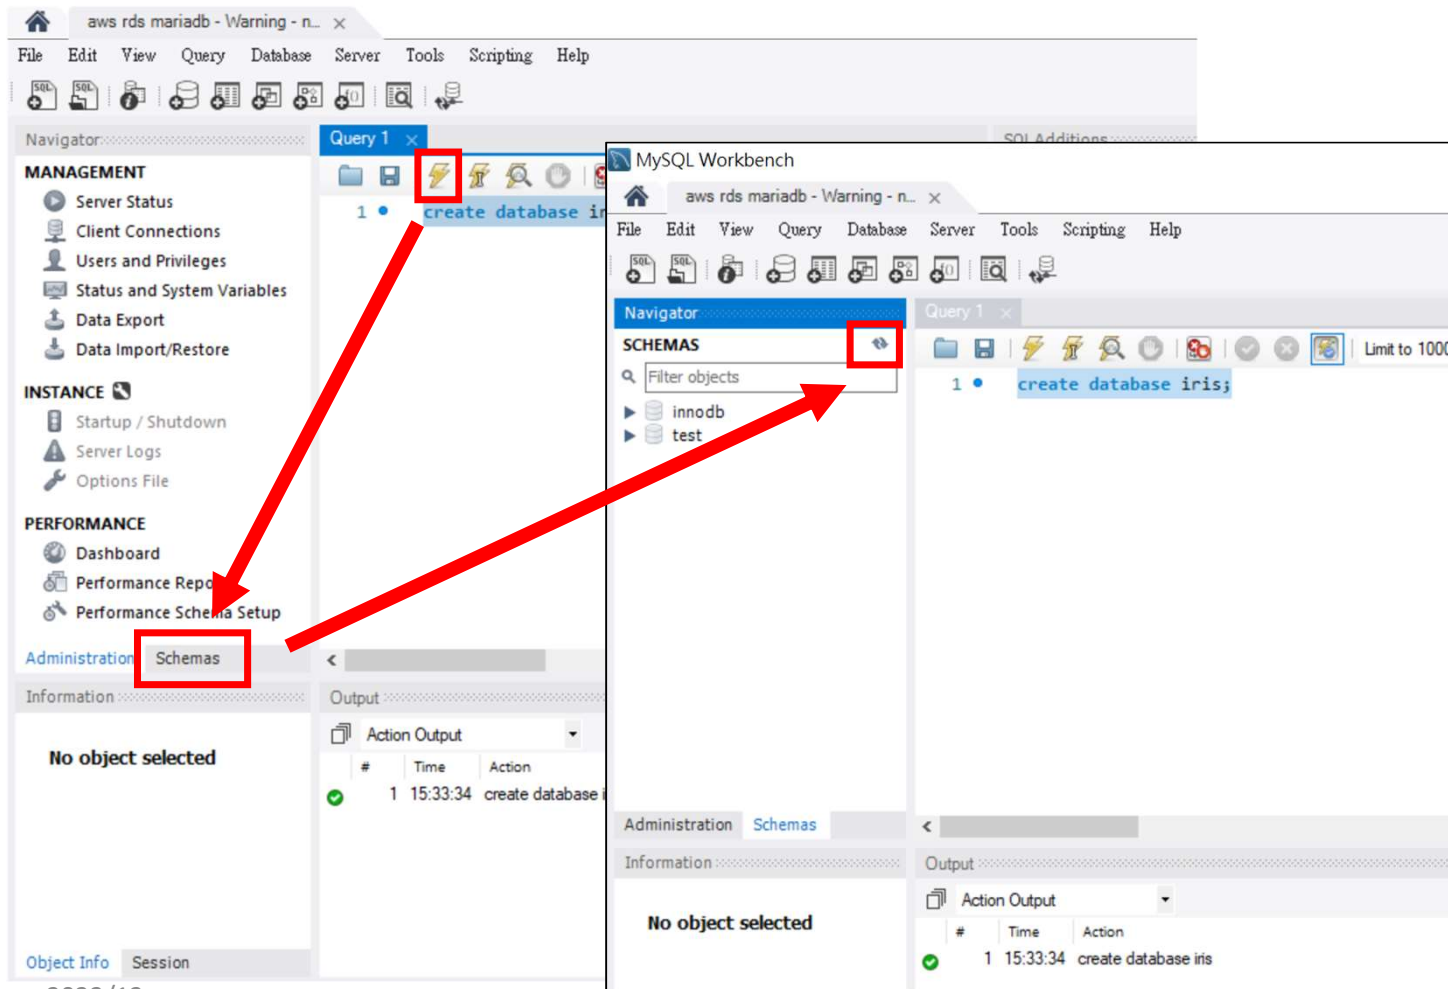 aws rds mariadb - Warning - n...
File Edit View Query Database Server Tools Scripting Help
Navigator
MANAGEMENT
Server Status
Client Connections
Users and Privileges
Status and System Variables
Data Export
Data Import/Restore
INSTANCE
Startup / Shutdown
Server Logs
Options File
PERFORMANCE
Dashboard
Performance Repo
Performance Schema Setup
Administration Schemas
Information
No object selected
Object Info Session
Query 1
SQL Additions
1 create database ir
Output
Action Output
# Time Action
1 15:33:34 create database i
MySQL Workbench
aws rds mariadb - Warning - n...
File Edit View Query Database Server Tools Scripting Help
Navigator
SCHEMAS
Filter objects
innodb
test
Administration Schemas
Information
No object selected
Query 1
Limit to 1000
1 create database iris;
Output
Action Output
# Time Action
1 15:33:34 create database iris